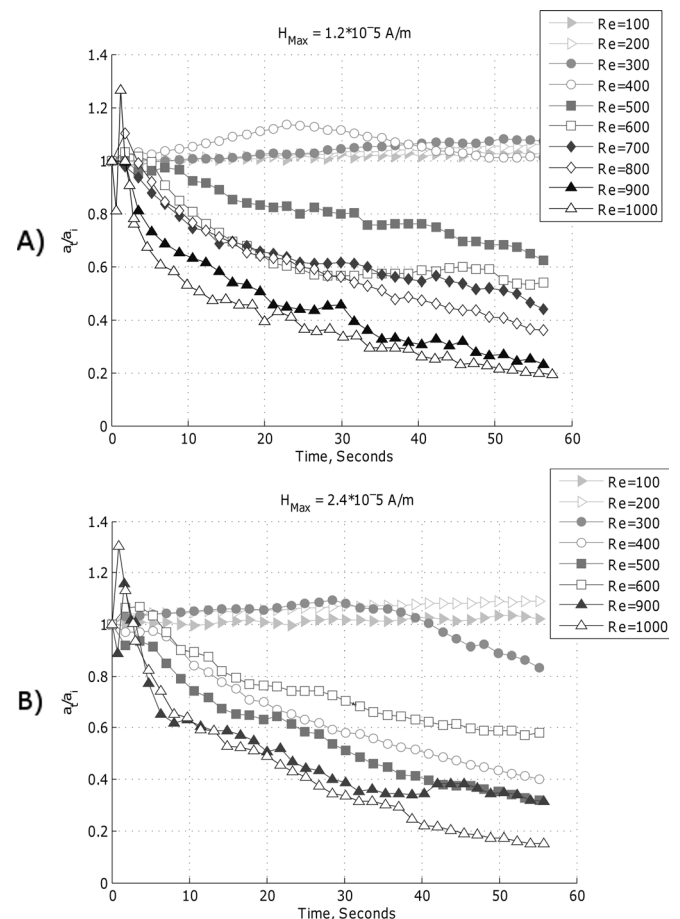 H_Max = 1.2*10⁻5 A/m
Re=100
Re=200
Re=300
Re=400
Re=500
Re=600
Re=700
Re=800
Re=900
Re=1000
A)
a_t/a_i
1.4
1.2
1
0.8
0.6
0.4
0.2
0
0 10 20 30 40 50 60
Time, Seconds
H_Max = 2.4*10⁻5 A/m
Re=100
Re=200
Re=300
Re=400
Re=500
Re=600
Re=900
Re=1000
B)
a_t/a_i
1.4
1.2
1
0.8
0.6
0.4
0.2
0
0 10 20 30 40 50 60
Time, Seconds